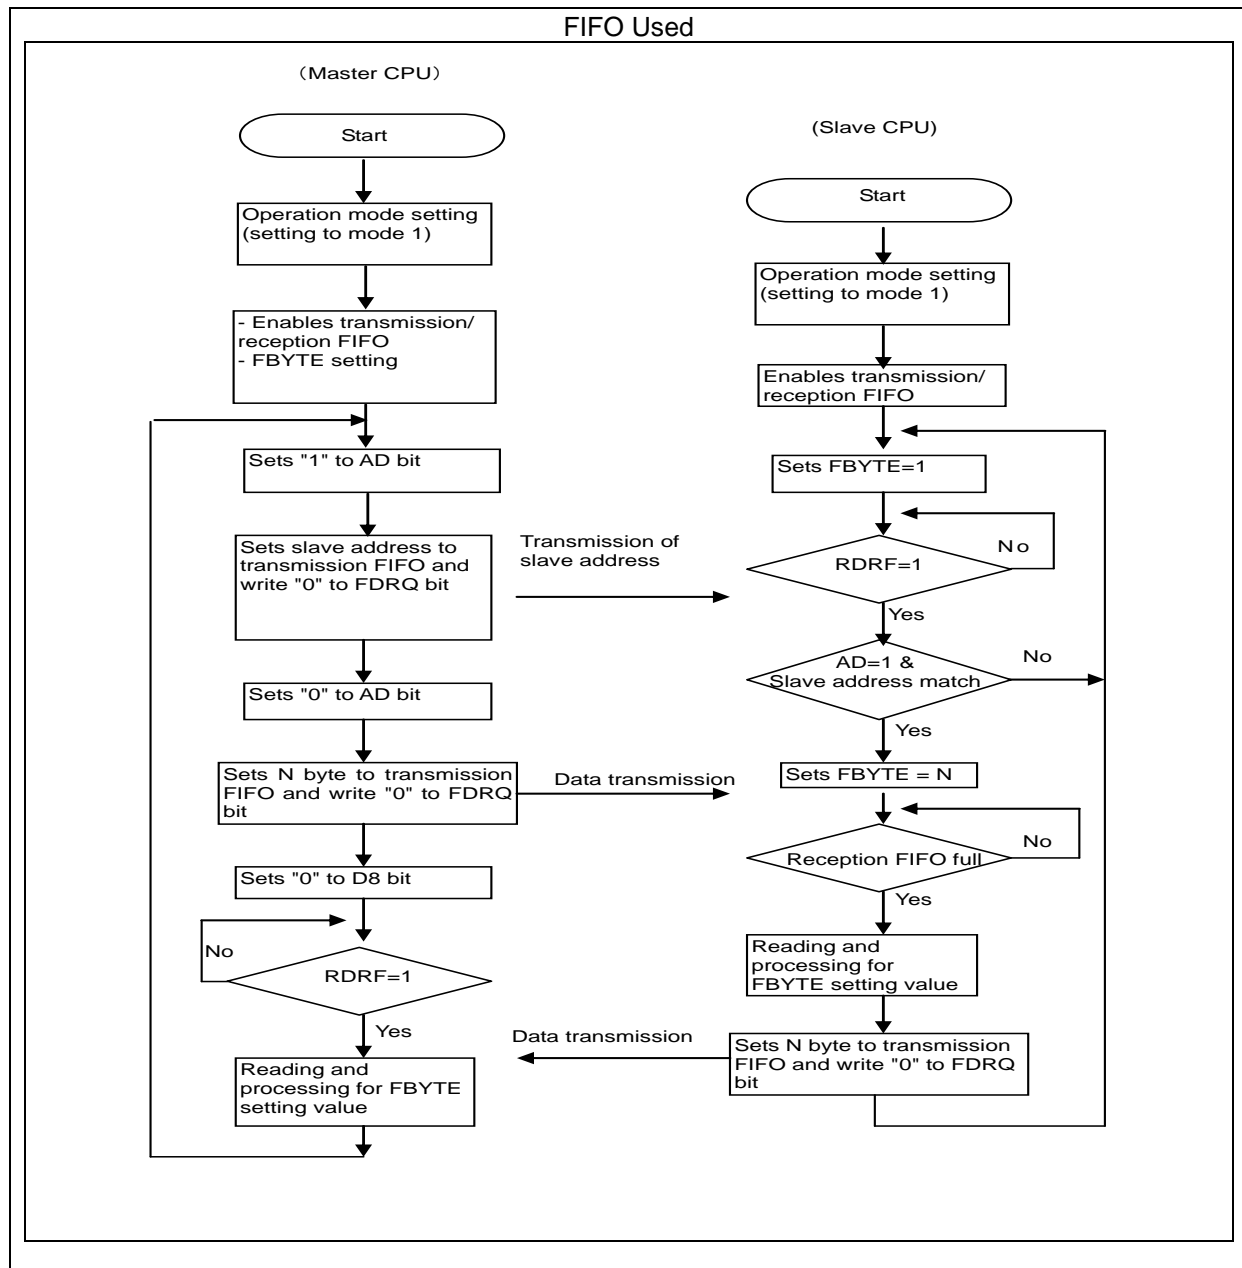 FIFO Used
（Master CPU）
Start
Operation mode setting
(setting to mode 1)
- Enables transmission/
reception FIFO
- FBYTE setting
Sets "1" to AD bit
Sets slave address to
transmission FIFO and
write "0" to FDRQ bit
Transmission of
slave address
Sets "0" to AD bit
Sets N byte to transmission
FIFO and write "0" to FDRQ
bit
Data transmission
Sets "0" to D8 bit
No
RDRF=1
Yes
Reading and
processing for FBYTE
setting value
(Slave CPU)
Start
Operation mode setting
(setting to mode 1)
Enables transmission/
reception FIFO
Sets FBYTE=1
RDRF=1
No
Yes
AD=1 &
Slave address match
No
Yes
Sets FBYTE = N
Reception FIFO full
No
Yes
Reading and
processing for
FBYTE setting value
Data transmission
Sets N byte to transmission
FIFO and write "0" to FDRQ
bit